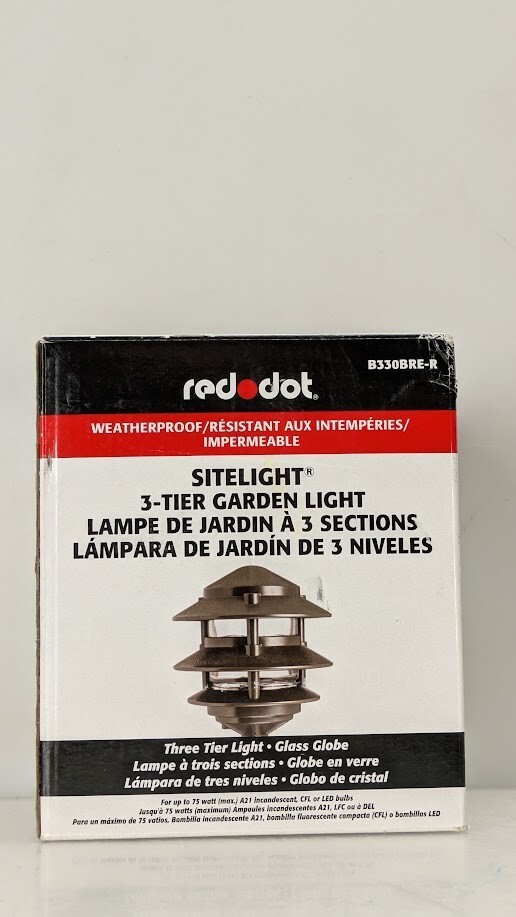 B330BRE-R
red•dot®
WEATHERPROOF/RÉSISTANT AUX INTEMPÉRIES/
IMPERMEABLE
SITELIGHT®
3-TIER GARDEN LIGHT
LAMPE DE JARDIN À 3 SECTIONS
LÁMPARA DE JARDÍN DE 3 NIVELES
Three Tier Light • Glass Globe
Lampe à trois sections • Globe en verre
Lámpara de tres niveles • Globo de cristal
For up to 75 watt (max.) A21 incandescent, CFL or LED bulbs
Jusqu'à 75 watts (maximum) Ampoules incandescentes A21, LFC ou à DEL
Para un máximo de 75 vatios, Bombilla incandescente A21, bombilla fluorescente compacta (CFL) o bombillas LED